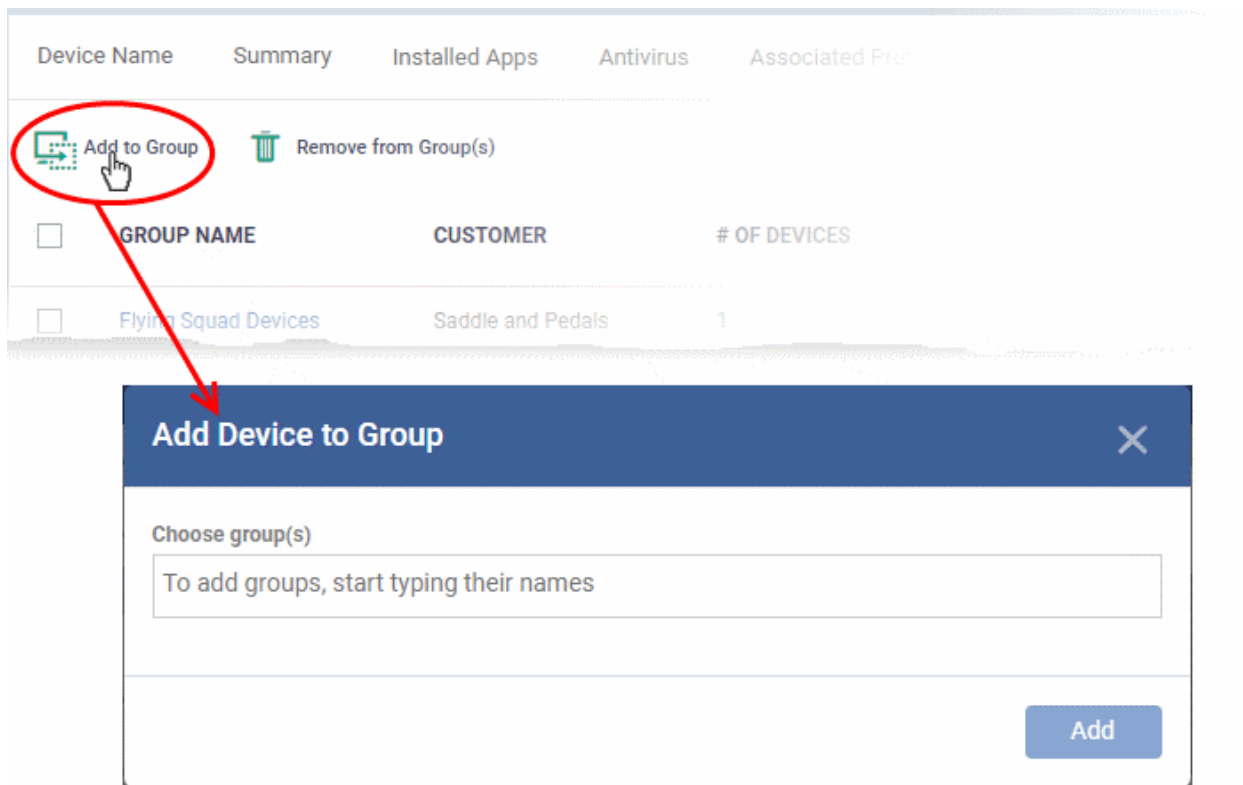 Device Name Summary Installed Apps Antivirus Associated
Add to Group Remove from Group(s)
GROUP NAME CUSTOMER # OF DEVICES
Flying Squad Devices Saddle and Pedals 1
Add Device to Group
Choose group(s)
To add groups, start typing their names
Add